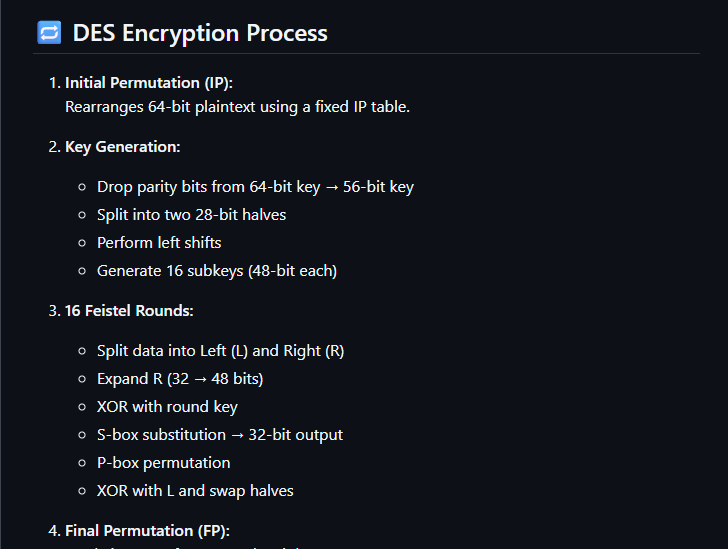 🔁 DES Encryption Process
1. Initial Permutation (IP):
Rearranges 64-bit plaintext using a fixed IP table.
2. Key Generation:
○ Drop parity bits from 64-bit key → 56-bit key
○ Split into two 28-bit halves
○ Perform left shifts
○ Generate 16 subkeys (48-bit each)
3. 16 Feistel Rounds:
○ Split data into Left (L) and Right (R)
○ Expand R (32 → 48 bits)
○ XOR with round key
○ S-box substitution → 32-bit output
○ P-box permutation
○ XOR with L and swap halves
4. Final Permutation (FP):